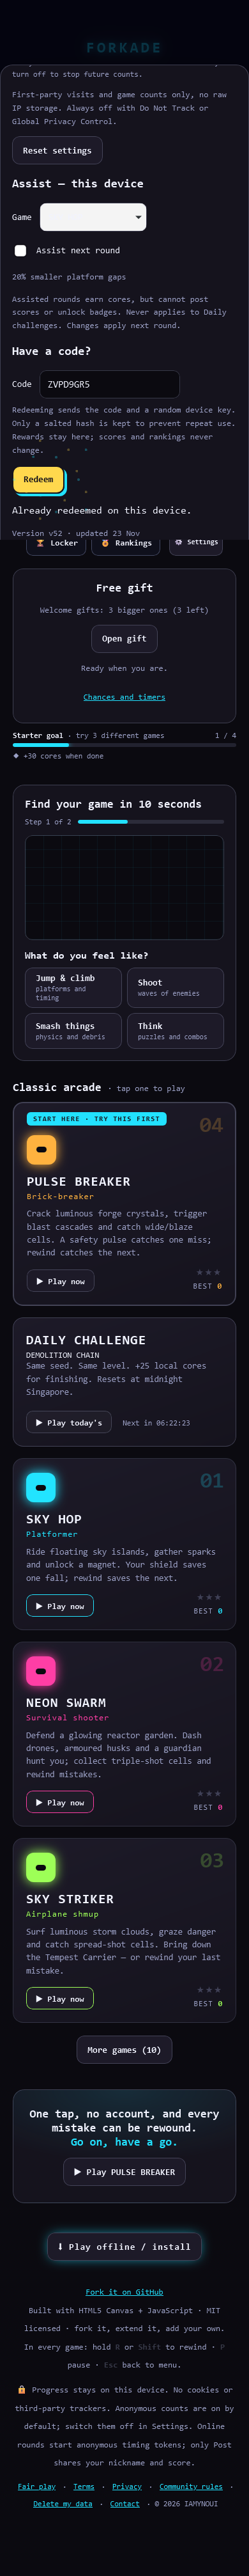 FORKADE
turn off to stop future counts.
First-party visits and game counts only, no raw
IP storage. Always off with Do Not Track or
Global Privacy Control.
Reset settings
Assist — this device
Game
Assist next round
20% smaller platform gaps
Assisted rounds earn cores, but cannot post
scores or unlock badges. Never applies to Daily
challenges. Changes apply next round.
Have a code?
Code ZVPD9GR5
Redeeming sends the code and a random device key.
Only a salted hash is kept to prevent repeat use.
Rewards stay here; scores and rankings never
change.
Redeem
Already redeemed on this device.
Version v52 · updated 23 Nov
Locker Rankings Settings
Free gift
Welcome gifts: 3 bigger ones (3 left)
Open gift
Ready when you are.
Chances and timers
Starter goal · try 3 different games 1 / 4
◆ +30 cores when done
Find your game in 10 seconds
Step 1 of 2
What do you feel like?
Jump & climb
platforms and
timing
Shoot
waves of enemies
Smash things
physics and debris
Think
puzzles and combos
Classic arcade · tap one to play
START HERE · TRY THIS FIRST
04
PULSE BREAKER
Brick-breaker
Crack luminous forge crystals, trigger
blast cascades and catch wide/blaze
cells. A safety pulse catches one miss;
rewind catches the next.
▶ Play now
★★★
BEST 0
DAILY CHALLENGE
DEMOLITION CHAIN
Same seed. Same level. +25 local cores
for finishing. Resets at midnight
Singapore.
▶ Play today's Next in 06:22:23
01
SKY HOP
Platformer
Ride floating sky islands, gather sparks
and unlock a magnet. Your shield saves
one fall; rewind saves the next.
▶ Play now
★★★
BEST 0
02
NEON SWARM
Survival shooter
Defend a glowing reactor garden. Dash
drones, armoured husks and a guardian
hunt you; collect triple-shot cells and
rewind mistakes.
▶ Play now
★★★
BEST 0
03
SKY STRIKER
Airplane shmup
Surf luminous storm clouds, graze danger
and catch spread-shot cells. Bring down
the Tempest Carrier — or rewind your last
mistake.
▶ Play now
★★★
BEST 0
More games (10)
One tap, no account, and every
mistake can be rewound.
Go on, have a go.
▶ Play PULSE BREAKER
⬇ Play offline / install
Fork it on GitHub
Built with HTML5 Canvas + JavaScript · MIT
licensed · fork it, extend it, add your own.
In every game: hold R or Shift to rewind · P
pause · Esc back to menu.
🔒 Progress stays on this device. No cookies or
third-party trackers. Anonymous counts are on by
default; switch them off in Settings. Online
rounds start anonymous timing tokens; only Post
shares your nickname and score.
Fair play · Terms · Privacy · Community rules ·
Delete my data · Contact · © 2026 IAMYNOUI